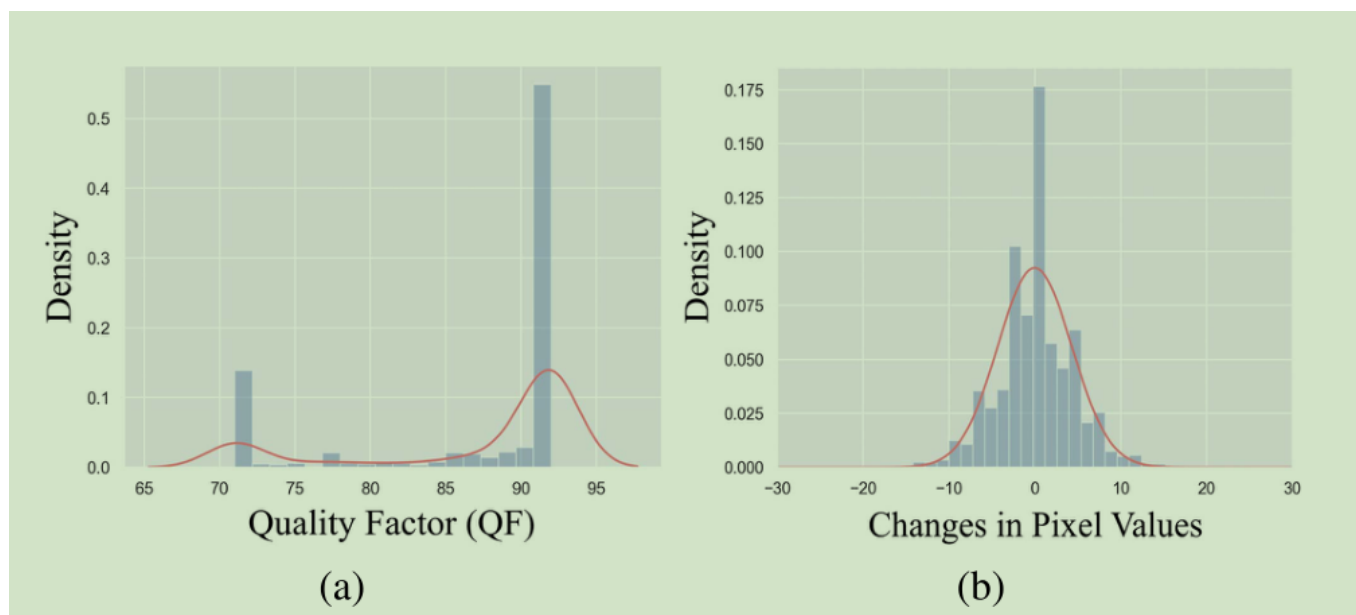 0.5
0.4
0.3
0.2
0.1
0.0
Density
65 70 75 80 85 90 95
Quality Factor (QF)
(a)
0.175
0.150
0.125
0.100
0.075
0.050
0.025
0.000
Density
−30 −20 −10 0 10 20 30
Changes in Pixel Values
(b)